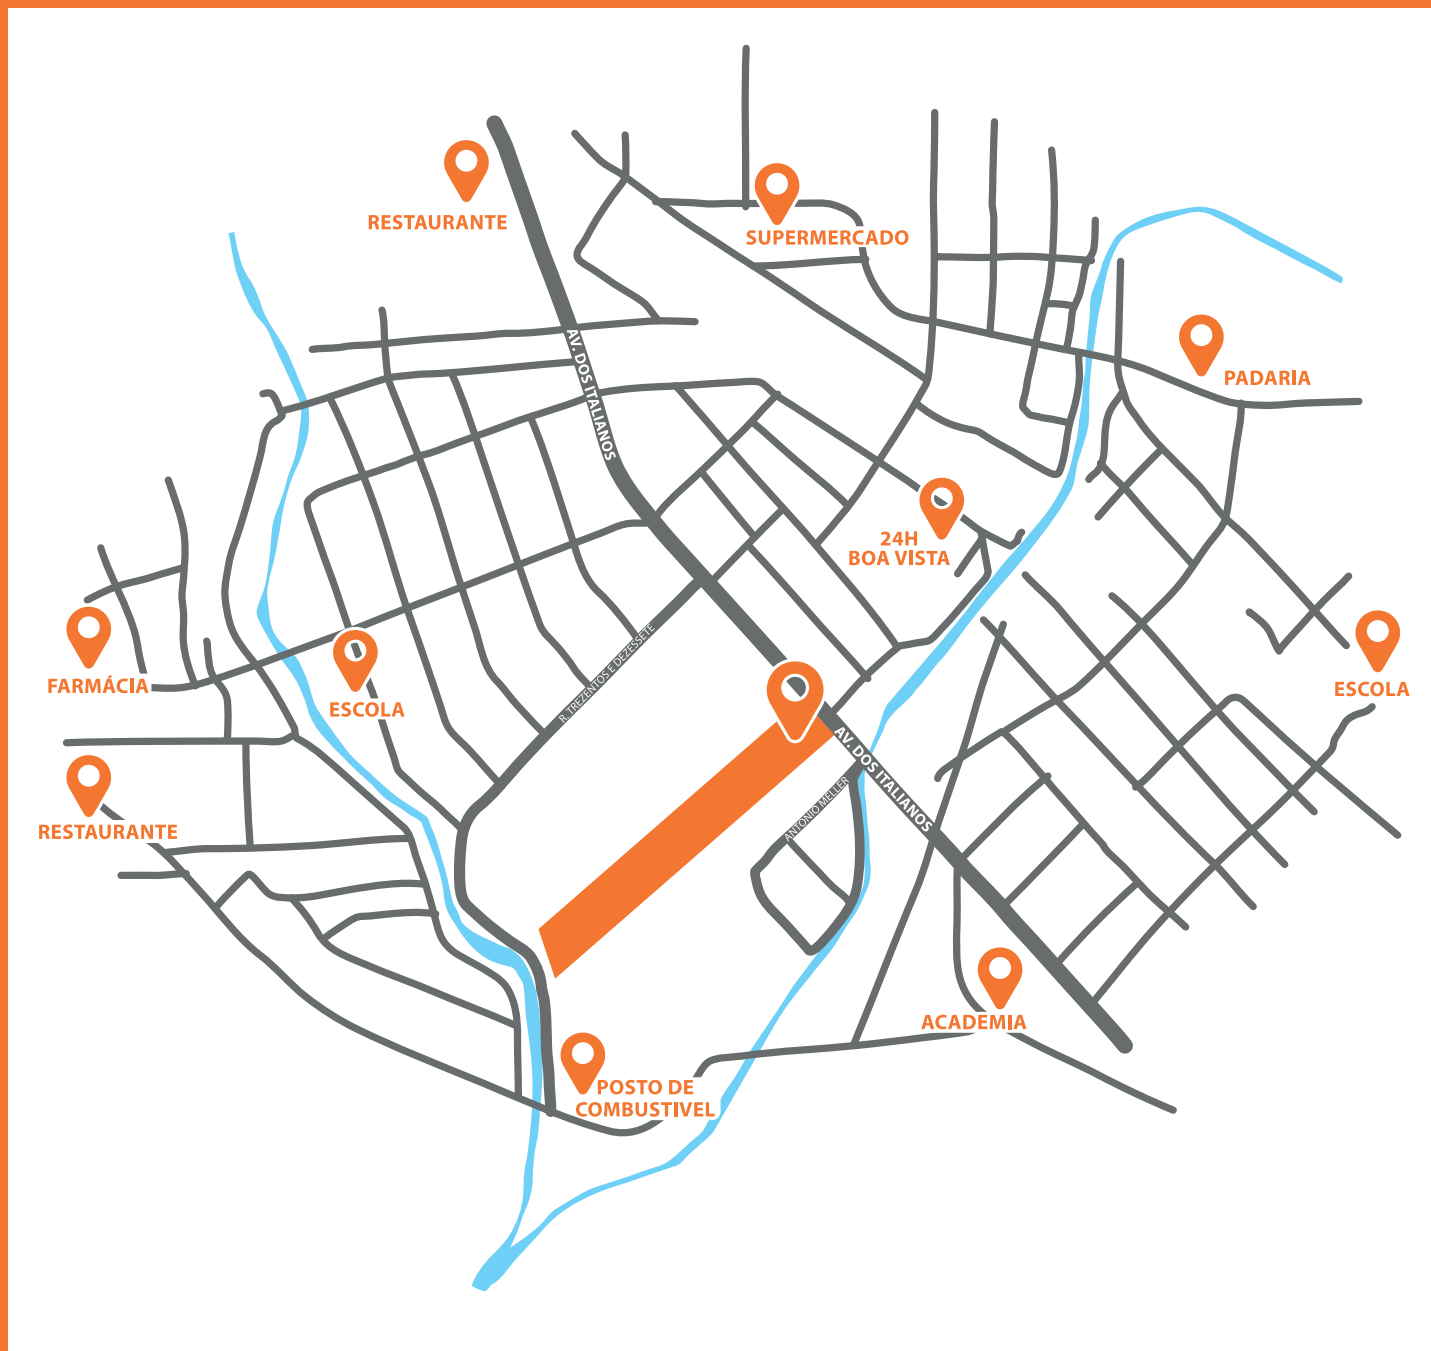 RESTAURANTE
SUPERMERCADO
AV. DOS ITALIANOS
PADARIA
24H
BOA VISTA
R. TREZENTOS E DEZESSETE
FARMÁCIA
ESCOLA
ESCOLA
AV. DOS ITALIANOS
ANTONIO MELLER
RESTAURANTE
ACADEMIA
POSTO DE
COMBUSTIVEL